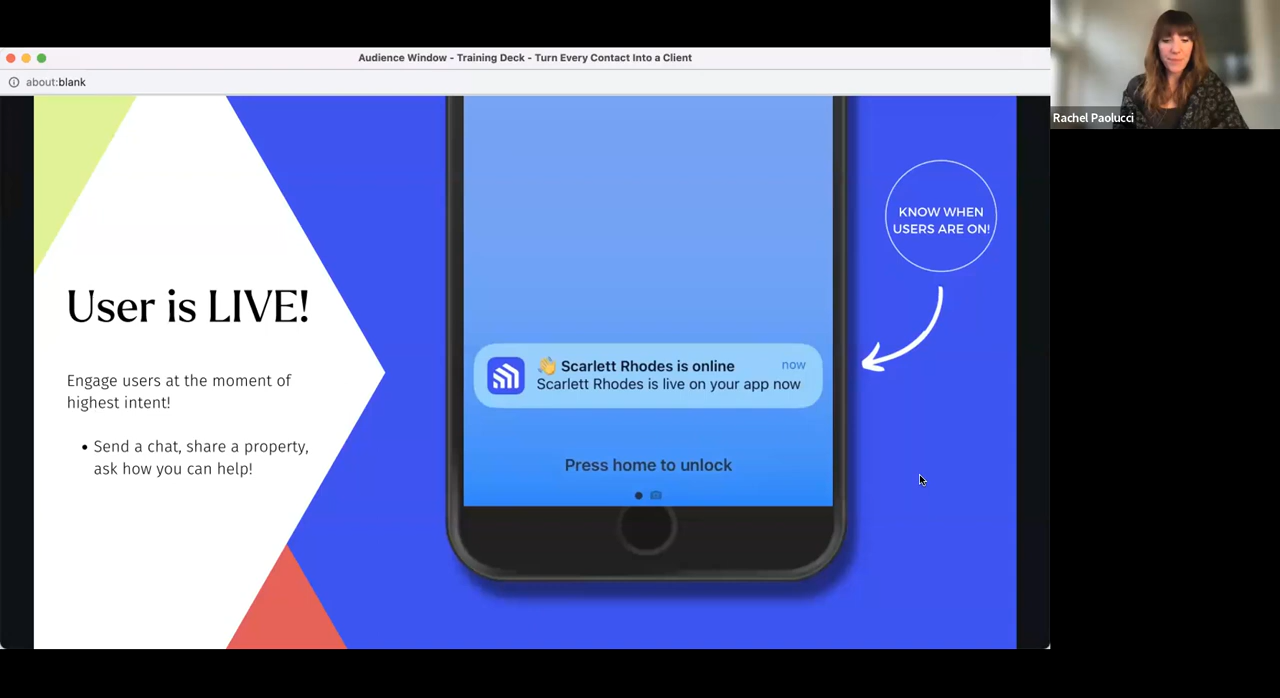 Audience Window - Training Deck - Turn Every Contact Into a Client
about:blank
Rachel Paolucci
KNOW WHEN
USERS ARE ON!
User is LIVE!
Engage users at the moment of
highest intent!
• Send a chat, share a property,
ask how you can help!
👋 Scarlett Rhodes is online
now
Scarlett Rhodes is live on your app now
Press home to unlock